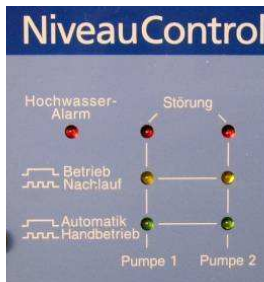 NiveauControl
Hochwasser-
Alarm
Störung
Betrieb
Nachlauf
Automatik
Handbetrieb
Pumpe 1
Pumpe 2